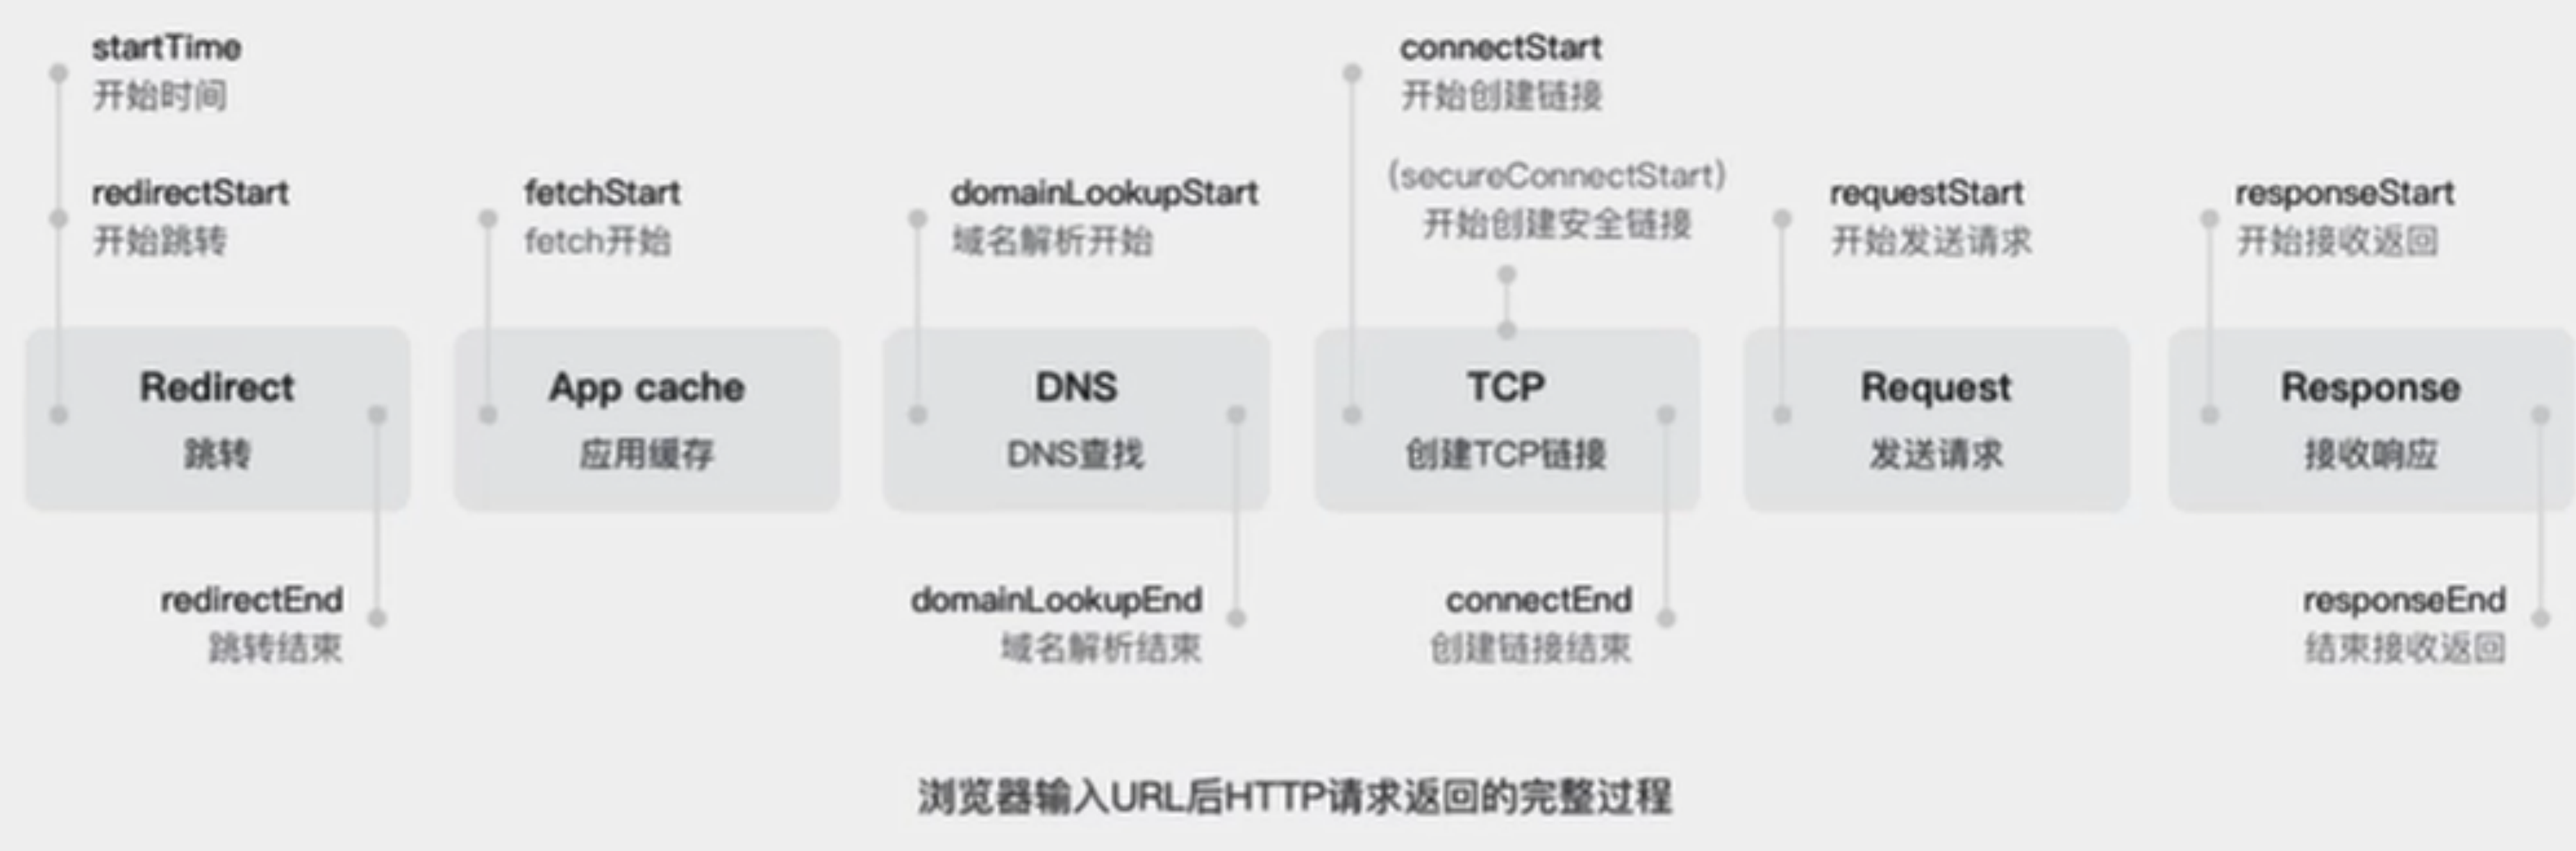 startTime
开始时间
redirectStart
开始跳转
fetchStart
fetch开始
domainLookupStart
域名解析开始
connectStart
开始创建链接
(secureConnectStart)
开始创建安全链接
requestStart
开始发送请求
responseStart
开始接收返回
Redirect
跳转
App cache
应用缓存
DNS
DNS查找
TCP
创建TCP链接
Request
发送请求
Response
接收响应
redirectEnd
跳转结束
domainLookupEnd
域名解析结束
connectEnd
创建链接结束
responseEnd
结束接收返回
浏览器输入URL后HTTP请求返回的完整过程